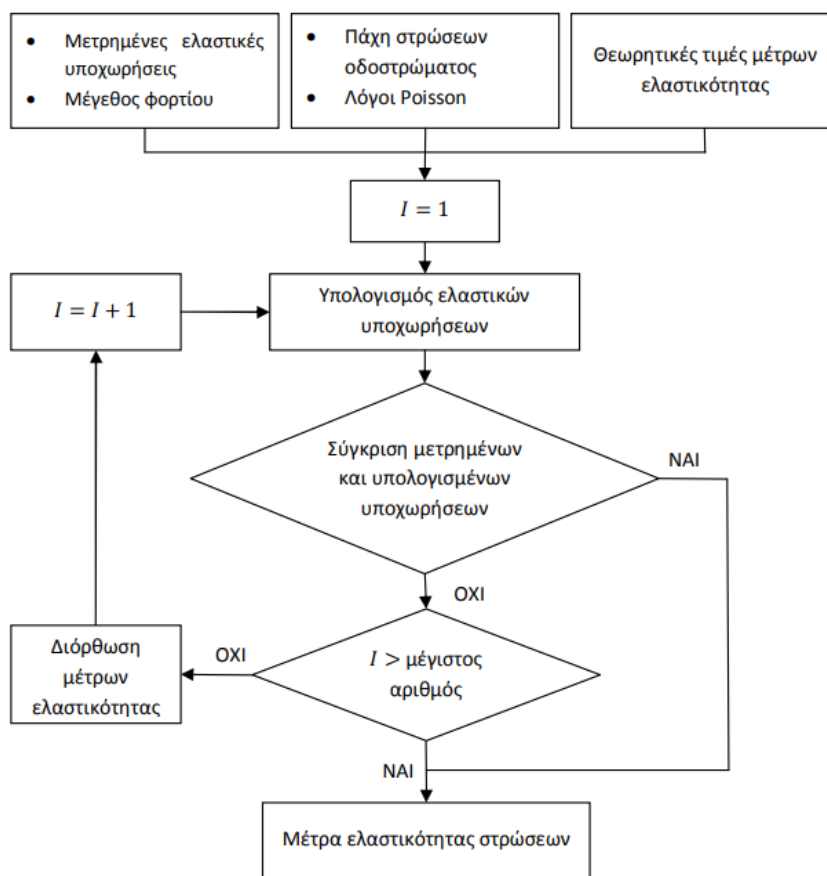 • Μετρημένες ελαστικές
υποχωρήσεις
• Μέγεθος φορτίου
• Πάχη στρώσεων
οδοστρώματος
• Λόγοι Poisson
Θεωρητικές τιμές μέτρων
ελαστικότητας
I = 1
I = I + 1
Υπολογισμός ελαστικών
υποχωρήσεων
Σύγκριση μετρημένων
και υπολογισμένων
υποχωρήσεων
ΝΑΙ
ΟΧΙ
Διόρθωση
μέτρων
ελαστικότητας
ΟΧΙ
I > μέγιστος
αριθμός
ΝΑΙ
Μέτρα ελαστικότητας στρώσεων